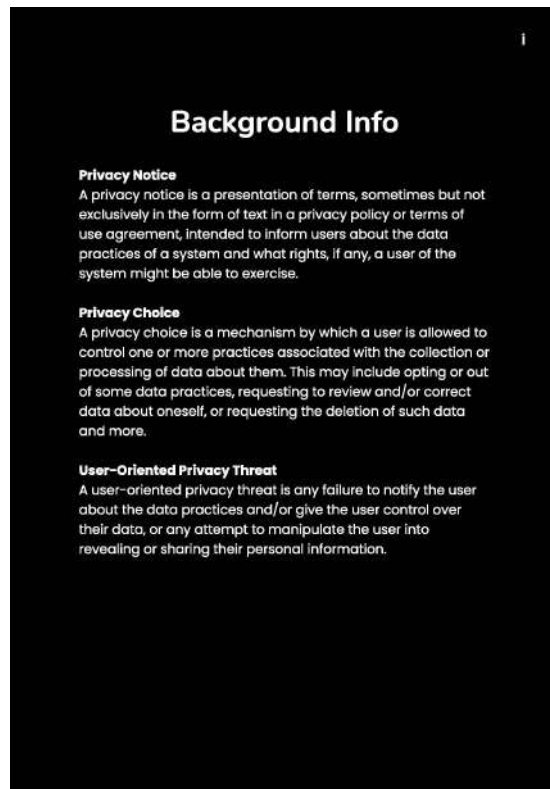 i
Background Info
Privacy Notice
A privacy notice is a presentation of terms, sometimes but not
exclusively in the form of text in a privacy policy or terms of
use agreement, intended to inform users about the data
practices of a system and what rights, if any, a user of the
system might be able to exercise.
Privacy Choice
A privacy choice is a mechanism by which a user is allowed to
control one or more practices associated with the collection or
processing of data about them. This may include opting or out
of some data practices, requesting to review and/or correct
data about oneself, or requesting the deletion of such data
and more.
User-Oriented Privacy Threat
A user-oriented privacy threat is any failure to notify the user
about the data practices and/or give the user control over
their data, or any attempt to manipulate the user into
revealing or sharing their personal information.